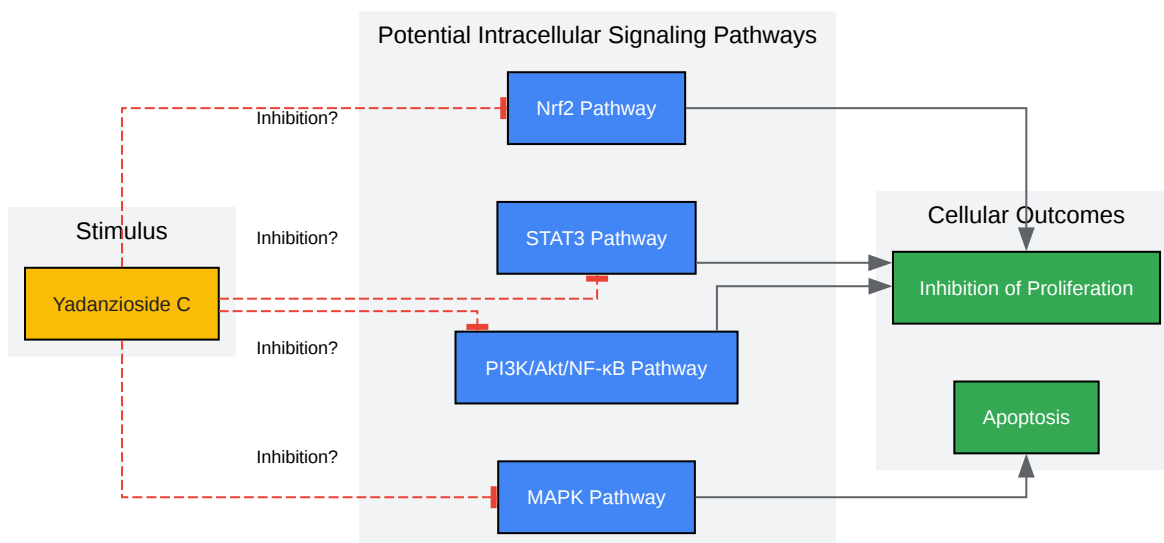 Potential Intracellular Signaling Pathways
Nrf2 Pathway
Inhibition?
Stimulus
Cellular Outcomes
Inhibition?
STAT3 Pathway
Yadanzioside C
Inhibition of Proliferation
Inhibition?
PI3K/Akt/NF-κB Pathway
Apoptosis
Inhibition?
MAPK Pathway